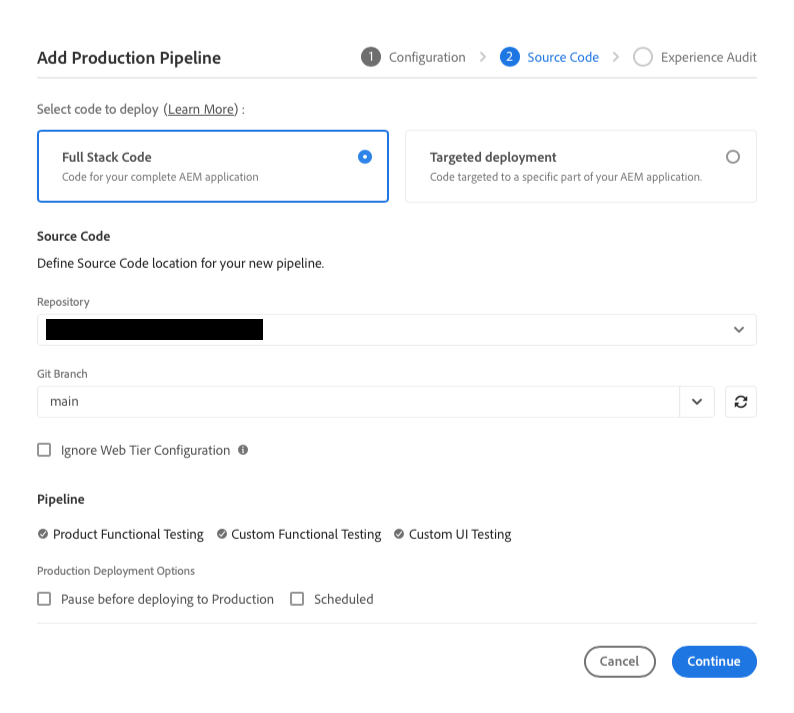 Add Production Pipeline
1 Configuration > 2 Source Code > Experience Audit
Select code to deploy (Learn More) :
Full Stack Code
Code for your complete AEM application
Targeted deployment
Code targeted to a specific part of your AEM application.
Source Code
Define Source Code location for your new pipeline.
Repository
Git Branch
main
Ignore Web Tier Configuration
Pipeline
Product Functional Testing Custom Functional Testing Custom UI Testing
Production Deployment Options
Pause before deploying to Production Scheduled
Cancel Continue